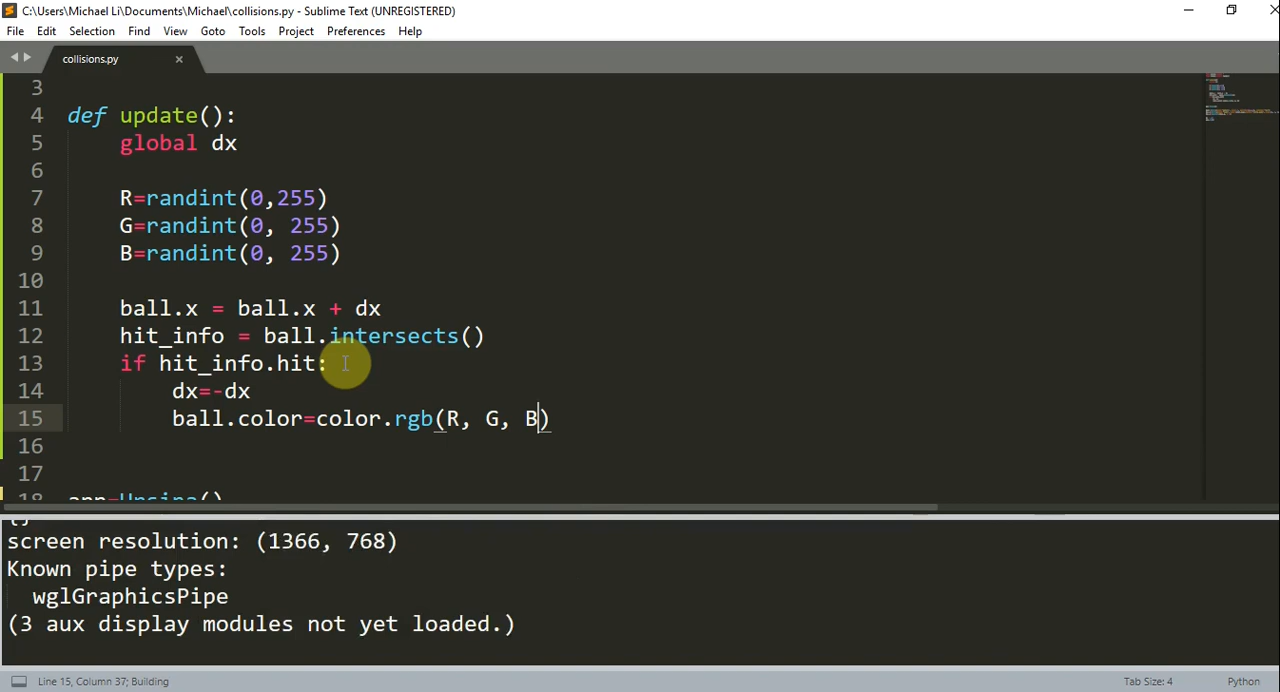 C:\Users\Michael Li\Documents\Michael\collisions.py - Sublime Text (UNREGISTERED)
File Edit Selection Find View Goto Tools Project Preferences Help
collisions.py
3
4 def update():
5 global dx
6
7 R=randint(0,255)
8 G=randint(0, 255)
9 B=randint(0, 255)
10
11 ball.x = ball.x + dx
12 hit_info = ball.intersects()
13 if hit_info.hit:
14 dx=-dx
15 ball.color=color.rgb(R, G, B)
16
17
18 app=Ursina()
{}
screen resolution: (1366, 768)
Known pipe types:
wglGraphicsPipe
(3 aux display modules not yet loaded.)
Line 15, Column 37; Building Tab Size: 4 Python